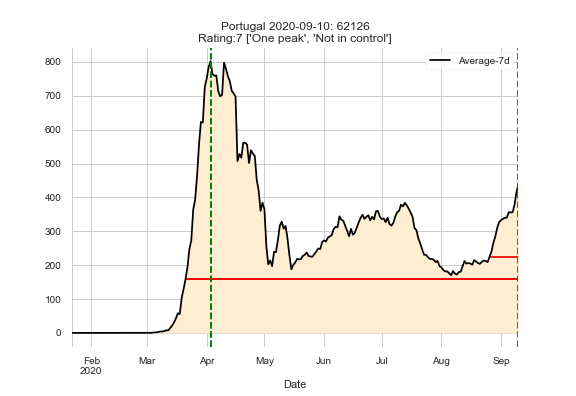 Portugal 2020-09-10: 62126
Rating:7 ['One peak', 'Not in control']
Average-7d
800
700
600
500
400
300
200
100
0
Feb Mar Apr May Jun Jul Aug Sep
2020
Date